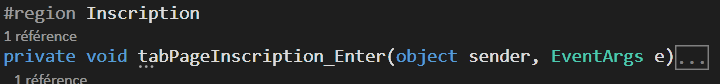 #region Inscription
1 référence
private void tabPageInscription_Enter(object sender, EventArgs e)...
1 référence